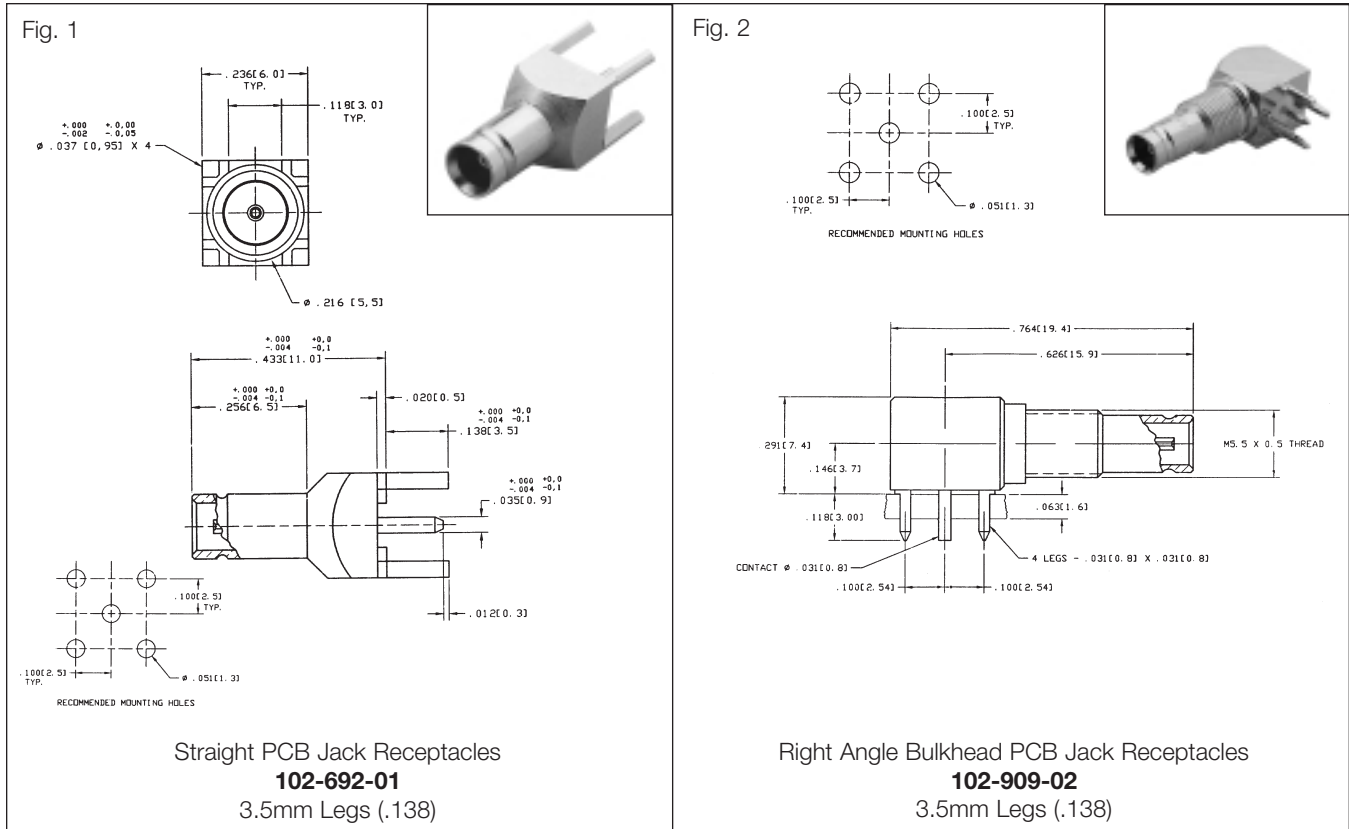 Fig. 1
.236[6.0]
TYP.
.118[3.0]
TYP.
+.000 +0,00
-.002 -0,05
ø .037 [0,95] X 4
ø .216 [5,5]
+.000 +0,0
-.004 -0,1
.433[11.0]
+.000 +0,0
-.004 -0,1
.256[6.5]
.020[0.5]
+.000 +0,0
-.004 -0,1
.138[3.5]
+.000 +0,0
-.004 -0,1
.035[0.9]
.100[2.5]
TYP.
.012[0.3]
.100[2.5]
TYP.
ø .051[1.3]
RECOMMENDED MOUNTING HOLES
Straight PCB Jack Receptacles
102-692-01
3.5mm Legs (.138)
Fig. 2
.100[2.5]
TYP.
.100[2.5]
TYP.
ø .051[1.3]
RECOMMENDED MOUNTING HOLES
.764[19.4]
.626[15.9]
.291[7.4]
.146[3.7]
M5.5 X 0.5 THREAD
.118[3.00]
.063[1.6]
CONTACT ø .031[0.8]
4 LEGS - .031[0.8] X .031[0.8]
.100[2.54]
.100[2.54]
Right Angle Bulkhead PCB Jack Receptacles
102-909-02
3.5mm Legs (.138)